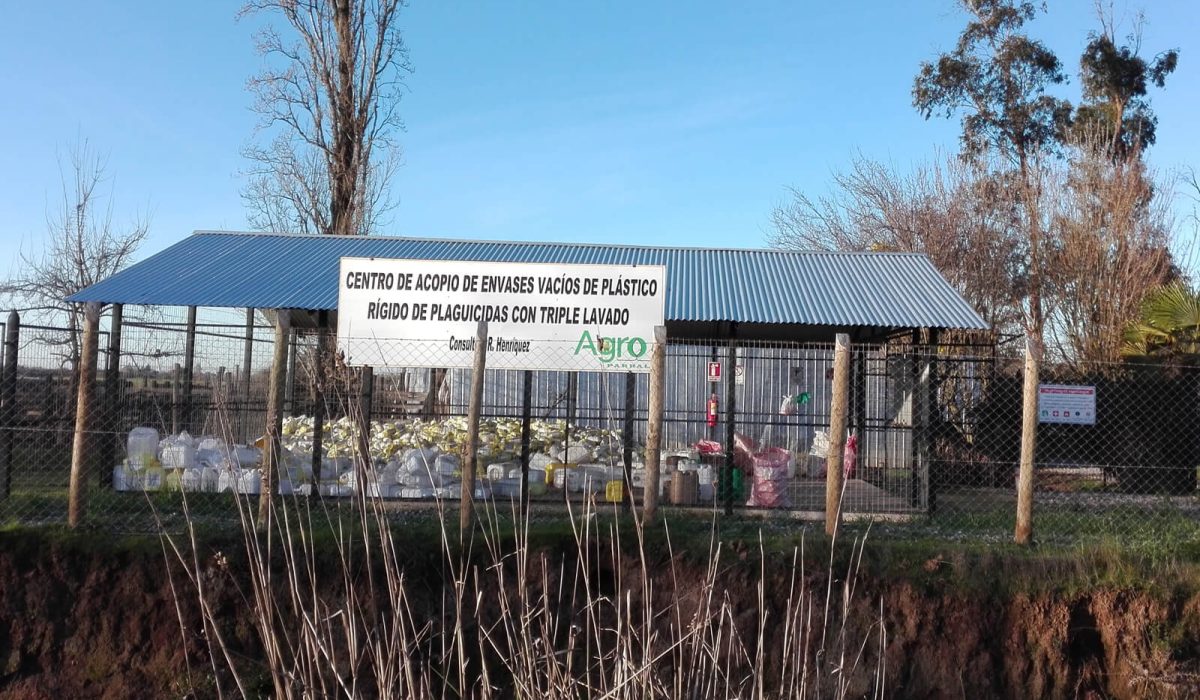 CENTRO DE ACOPIO DE ENVASES VACÍOS DE PLÁSTICO
RÍGIDO DE PLAGUICIDAS CON TRIPLE LAVADO
R. Henríquez
Agro
PARRAL